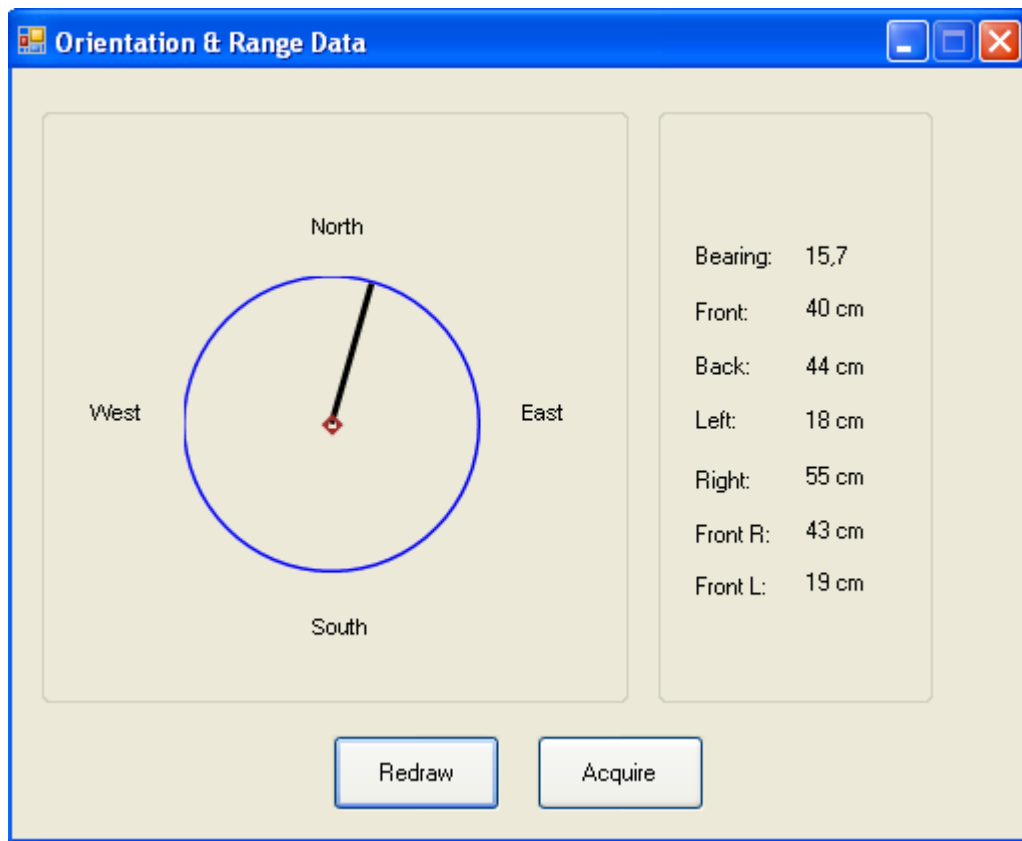 Orientation & Range Data
North
West
East
South
Bearing: 15,7
Front: 40 cm
Back: 44 cm
Left: 18 cm
Right: 55 cm
Front R: 43 cm
Front L: 19 cm
Redraw
Acquire